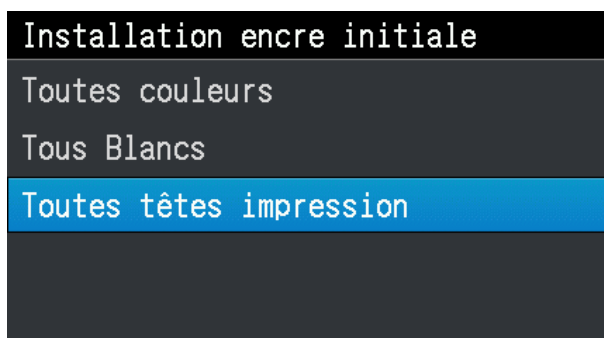 Installation encre initiale
Toutes couleurs
Tous Blancs
Toutes têtes impression